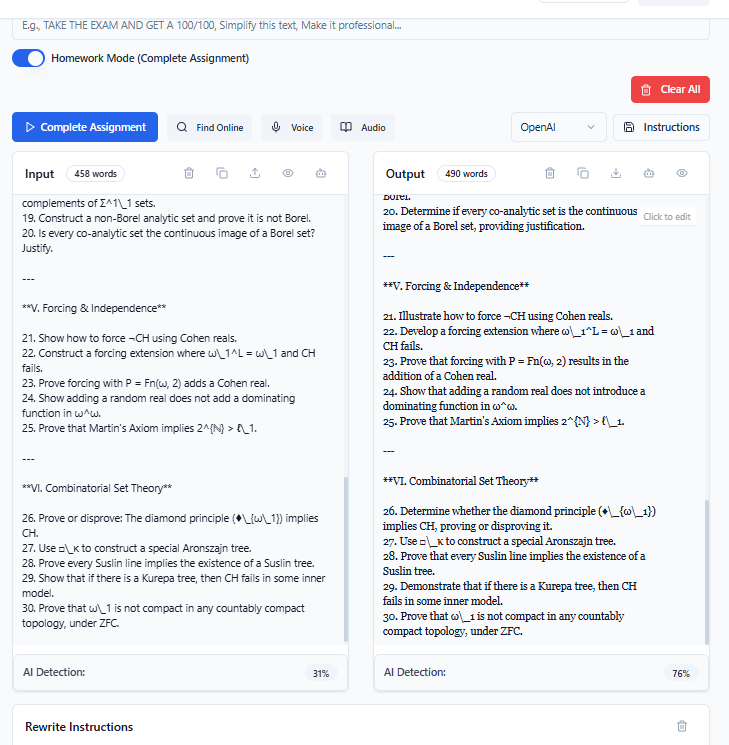 E.g., TAKE THE EXAM AND GET A 100/100, Simplify this text, Make it professional...
Homework Mode (Complete Assignment)
Clear All
Complete Assignment
Find Online
Voice
Audio
OpenAI
Instructions
Input
458 words
complements of Σ^1\_1 sets.
19. Construct a non-Borel analytic set and prove it is not Borel.
20. Is every co-analytic set the continuous image of a Borel set?
Justify.
---
**V. Forcing & Independence**
21. Show how to force ¬CH using Cohen reals.
22. Construct a forcing extension where ω\_1^L = ω\_1 and CH
fails.
23. Prove forcing with P = Fn(ω, 2) adds a Cohen real.
24. Show adding a random real does not add a dominating
function in ω^ω.
25. Prove that Martin's Axiom implies 2^{ℕ} > ℓ\_1.
---
**VI. Combinatorial Set Theory**
26. Prove or disprove: The diamond principle (♦\_{ω\_1}) implies
CH.
27. Use □\_κ to construct a special Aronszajn tree.
28. Prove every Suslin line implies the existence of a Suslin tree.
29. Show that if there is a Kurepa tree, then CH fails in some inner
model.
30. Prove that ω\_1 is not compact in any countably compact
topology, under ZFC.
AI Detection:
31%
Output
490 words
Borel.
20. Determine if every co-analytic set is the continuous
image of a Borel set, providing justification.
Click to edit
---
**V. Forcing & Independence**
21. Illustrate how to force ¬CH using Cohen reals.
22. Develop a forcing extension where ω\_1^L = ω\_1 and
CH fails.
23. Prove that forcing with P = Fn(ω, 2) results in the
addition of a Cohen real.
24. Show that adding a random real does not introduce a
dominating function in ω^ω.
25. Prove that Martin's Axiom implies 2^{ℕ} > ℓ\_1.
---
**VI. Combinatorial Set Theory**
26. Determine whether the diamond principle (♦\_{ω\_1})
implies CH, proving or disproving it.
27. Use □\_κ to construct a special Aronszajn tree.
28. Prove that every Suslin line implies the existence of a
Suslin tree.
29. Demonstrate that if there is a Kurepa tree, then CH
fails in some inner model.
30. Prove that ω\_1 is not compact in any countably
compact topology, under ZFC.
AI Detection:
76%
Rewrite Instructions